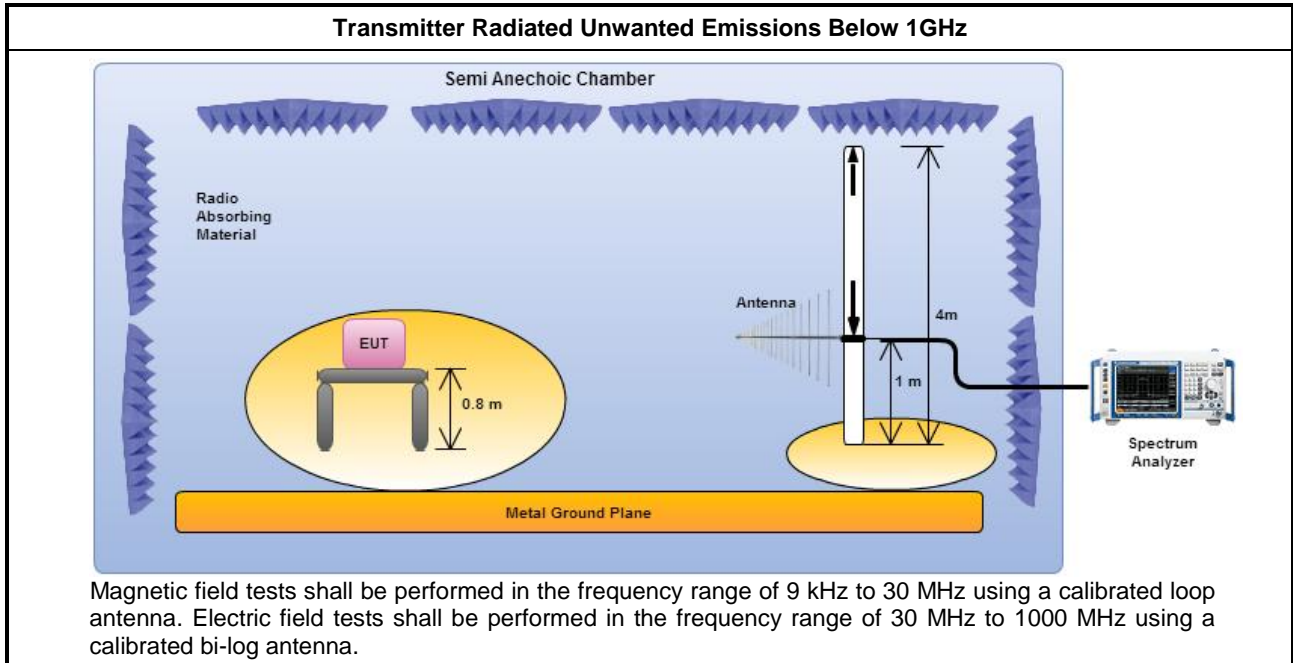 Transmitter Radiated Unwanted Emissions Below 1GHz
Semi Anechoic Chamber
Radio
Absorbing
Material
Antenna
4m
EUT
1 m
0.8 m
Spectrum
Analyzer
Metal Ground Plane
Magnetic field tests shall be performed in the frequency range of 9 kHz to 30 MHz using a calibrated loop
antenna. Electric field tests shall be performed in the frequency range of 30 MHz to 1000 MHz using a
calibrated bi-log antenna.